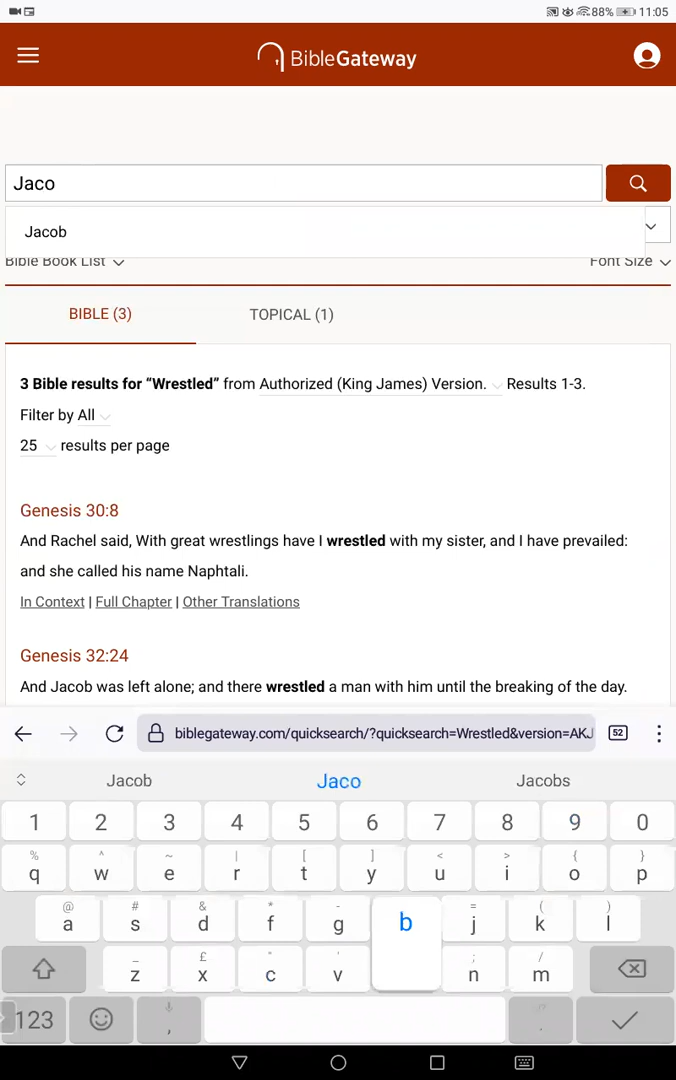 88% 11:05
BibleGateway
Jaco
Jacob
Bible Book List Font Size
BIBLE (3) TOPICAL (1)
3 Bible results for “Wrestled” from Authorized (King James) Version. Results 1-3.
Filter by All
25 results per page
Genesis 30:8
And Rachel said, With great wrestlings have I wrestled with my sister, and I have prevailed:
and she called his name Naphtali.
In Context | Full Chapter | Other Translations
Genesis 32:24
And Jacob was left alone; and there wrestled a man with him until the breaking of the day.
biblegateway.com/quicksearch/?quicksearch=Wrestled&version=AKJ 52
Jacob Jaco Jacobs
1 2 3 4 5 6 7 8 9 0
% ^ ~ | [ ] < > { }
q w e r t y u i o p
@ # & * - = ( )
a s d f g b j k l
_ £ " ' ; /
z x c v n m
123 , .